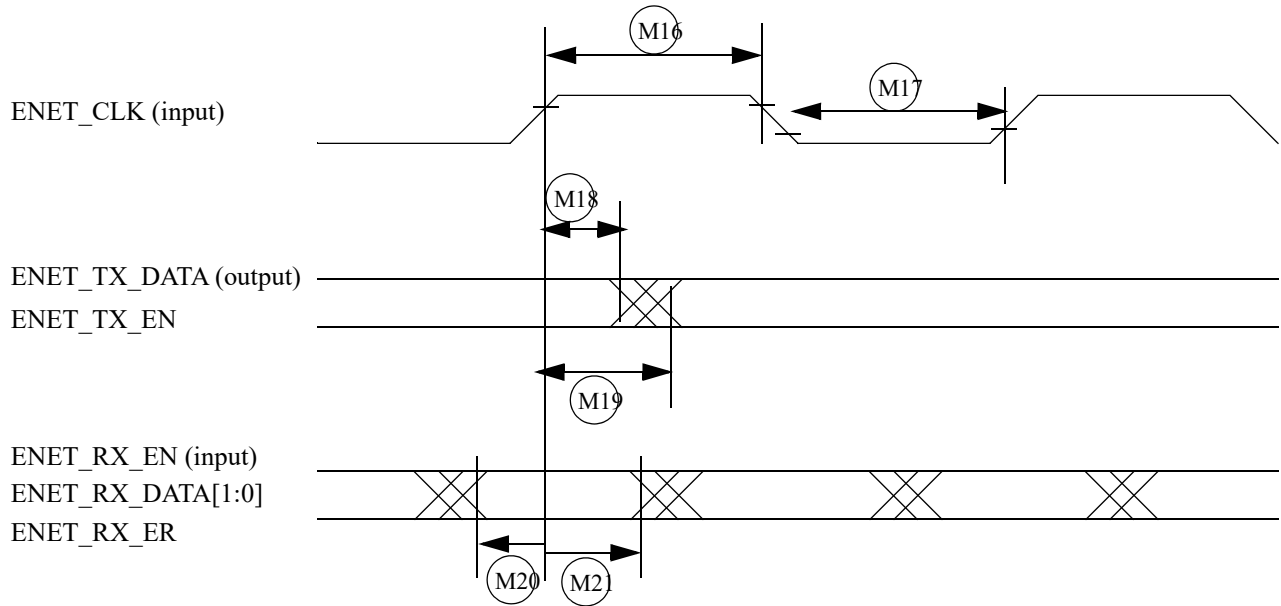 M16
M17
ENET_CLK (input)
M18
ENET_TX_DATA (output)
ENET_TX_EN
M19
ENET_RX_EN (input)
ENET_RX_DATA[1:0]
ENET_RX_ER
M20
M21